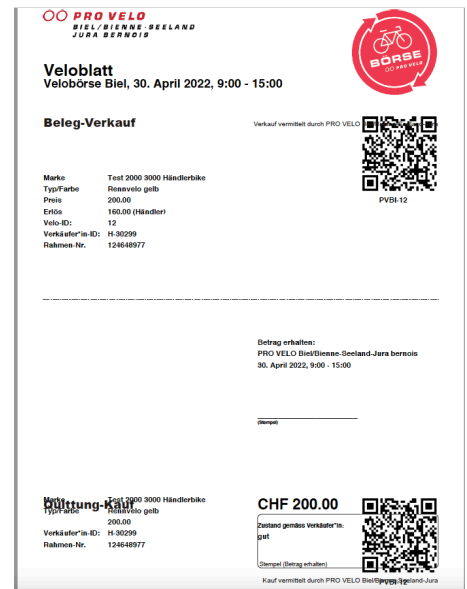 PRO VELO
BIEL/BIENNE-SEELAND
JURA BERNOIS
BÖRSE
PRO VELO
Veloblatt
Velobörse Biel, 30. April 2022, 9:00 - 15:00
Beleg-Verkauf
Verkauf vermittelt durch PRO VELO
PVBI-12
Marke Test 2000 3000 Händlerbike
Typ/Farbe Rennvelo gelb
Preis 200.00
Erlös 160.00 (Händler)
Velo-ID: 12
Verkäufer*in-ID: H-30299
Rahmen-Nr. 124648977
Betrag erhalten:
PRO VELO Biel/Bienne-Seeland-Jura bernois
30. April 2022, 9:00 - 15:00
(Stempel)
Quittung-Kauf
Marke Test 2000 3000 Händlerbike
Typ/Farbe Rennvelo gelb
200.00
Verkäufer*in-ID: H-30299
Rahmen-Nr. 124648977
CHF 200.00
Zustand gemäss Verkäufer*in:
gut
Stempel (Betrag erhalten)
PVBI-12
Kauf vermittelt durch PRO VELO Biel/Bienne-Seeland-Jura